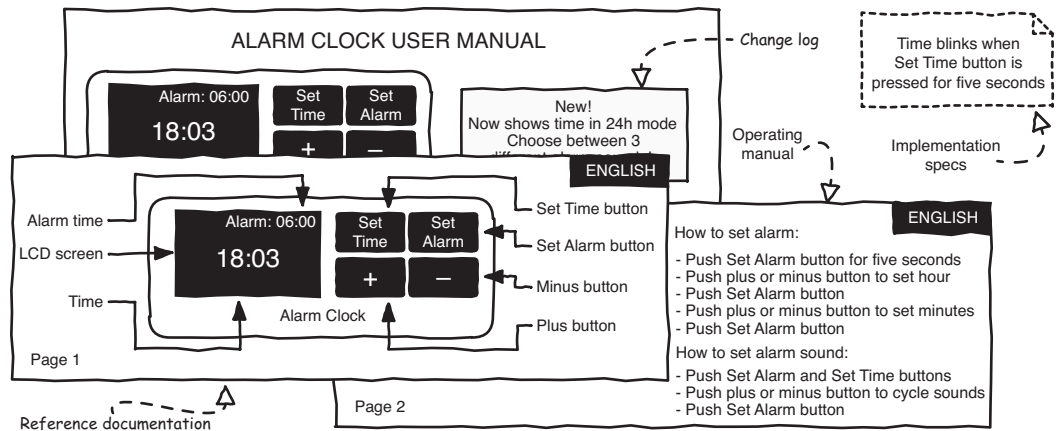 ALARM CLOCK USER MANUAL
Alarm: 06:00
18:03
Set
Time
Set
Alarm
+
–
New!
Now shows time in 24h mode
Choose between 3
Change log
Time blinks when
Set Time button is
pressed for five seconds
Implementation
specs
Operating
manual
ENGLISH
Alarm time
LCD screen
Time
Alarm: 06:00
18:03
Set
Time
Set
Alarm
+
–
Alarm Clock
Set Time button
Set Alarm button
Minus button
Plus button
Page 1
Reference documentation
ENGLISH
How to set alarm:
- Push Set Alarm button for five seconds
- Push plus or minus button to set hour
- Push Set Alarm button
- Push plus or minus button to set minutes
- Push Set Alarm button
How to set alarm sound:
- Push Set Alarm and Set Time buttons
- Push plus or minus button to cycle sounds
- Push Set Alarm button
Page 2